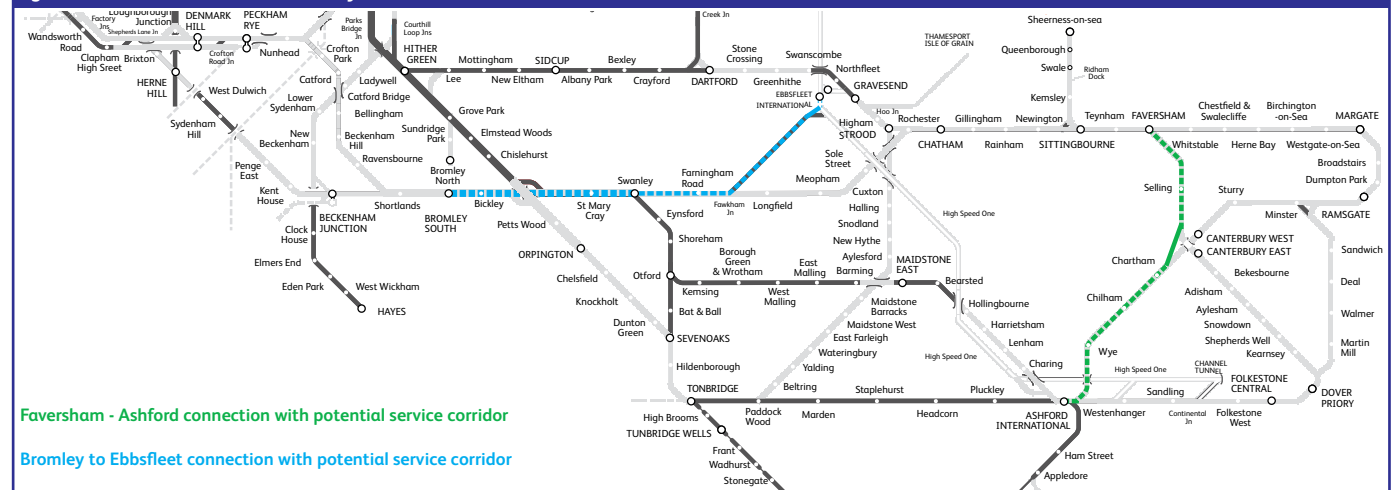 Factory
Jns
Loughborough
Junction
Shepherds Lane Jn
DENMARK
HILL
PECKHAM
RYE
Parks
Bridge
Jn
Courthill
Loop Jns
Creek Jn
Sheerness-on-sea
Wandsworth
Road
Clapham
High Sreet
Brixton
Crofton
Road Jn
Nunhead
Crofton
Park
HITHER
GREEN
Mottingham
SIDCUP
Bexley
Stone
Crossing
Swanscombe
THAMESPORT
ISLE OF GRAIN
Queenborough
Lee
New Eltham
Albany Park
Crayford
DARTFORD
Greenhithe
Northfleet
Swale
Ridham
Dock
HERNE
HILL
West Dulwich
Catford
Ladywell
Catford Bridge
EBBSFLEET
INTERNATIONAL
GRAVESEND
Kemsley
Lower
Sydenham
Bellingham
Grove Park
Hoo Jn
Sydenham
Hill
New
Beckenham
Beckenham
Hill
Sundridge
Park
Elmstead Woods
Higham
STROOD
Rochester
Gillingham
Newington
Teynham
FAVERSHAM
Chestfield &
Swalecliffe
Birchington
-on-Sea
MARGATE
Ravensbourne
Chislehurst
CHATHAM
Rainham
SITTINGBOURNE
Whitstable
Herne Bay
Westgate-on-Sea
Penge
East
Bromley
North
Sole
Street
Broadstairs
Kent
House
Swanley
Farningham
Road
Meopham
Dumpton Park
Shortlands
BROMLEY
SOUTH
Bickley
St Mary
Cray
Fawkham
Jn
Longfield
Cuxton
Selling
Sturry
BECKENHAM
JUNCTION
Petts Wood
Eynsford
Halling
High Speed One
Minster
RAMSGATE
Clock
House
Snodland
Shoreham
New Hythe
CANTERBURY WEST
CANTERBURY EAST
Sandwich
ORPINGTON
Borough
Green
& Wrotham
East
Malling
Aylesford
Barming
MAIDSTONE
EAST
Chartham
Bekesbourne
Elmers End
Chelsfield
Otford
Bearsted
Deal
Eden Park
West Wickham
Kemsing
West
Malling
Hollingbourne
Chilham
Adisham
Knockholt
Bat & Ball
Maidstone
Barracks
Aylesham
HAYES
Maidstone West
Harrietsham
Snowdown
Walmer
Dunton
Green
SEVENOAKS
East Farleigh
Lenham
Shepherds Well
Wateringbury
High Speed One
Wye
Kearnsey
Martin
Mill
Hildenborough
Yalding
Charing
High Speed One
CHANNEL
TUNNEL
TONBRIDGE
Beltring
Staplehurst
Pluckley
Sandling
FOLKESTONE
CENTRAL
DOVER
PRIORY
Faversham - Ashford connection with potential service corridor
High Brooms
Paddock
Wood
Marden
Headcorn
ASHFORD
INTERNATIONAL
Westenhanger
Continental
Jn
Folkestone
West
TUNBRIDGE WELLS
Frant
Bromley to Ebbsfleet connection with potential service corridor
Wadhurst
Ham Street
Stonegate
Appledore